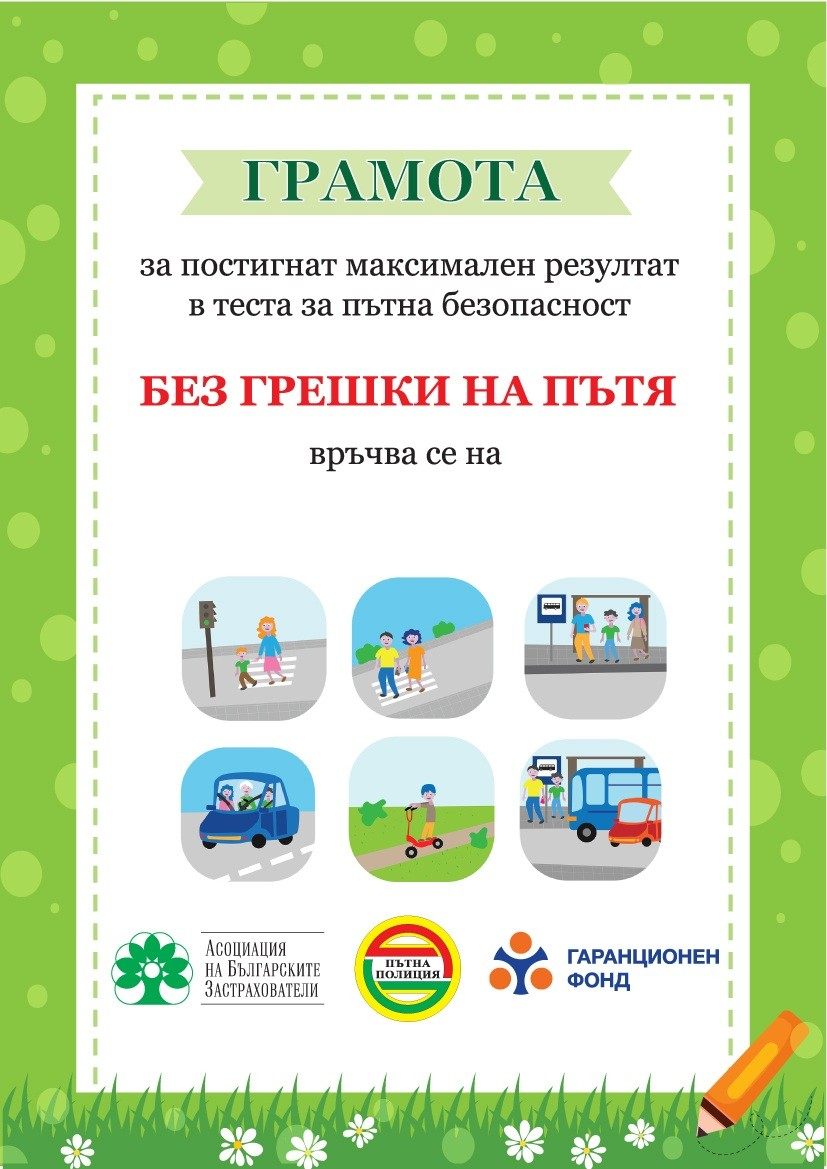 ГРАМОТА
за постигнат максимален резултат
в теста за пътна безопасност
БЕЗ ГРЕШКИ НА ПЪТЯ
връчва се на
Асоциация
на Българските
Застрахователи
ПЪТНА
ПОЛИЦИЯ
ГАРАНЦИОНЕН
ФОНД